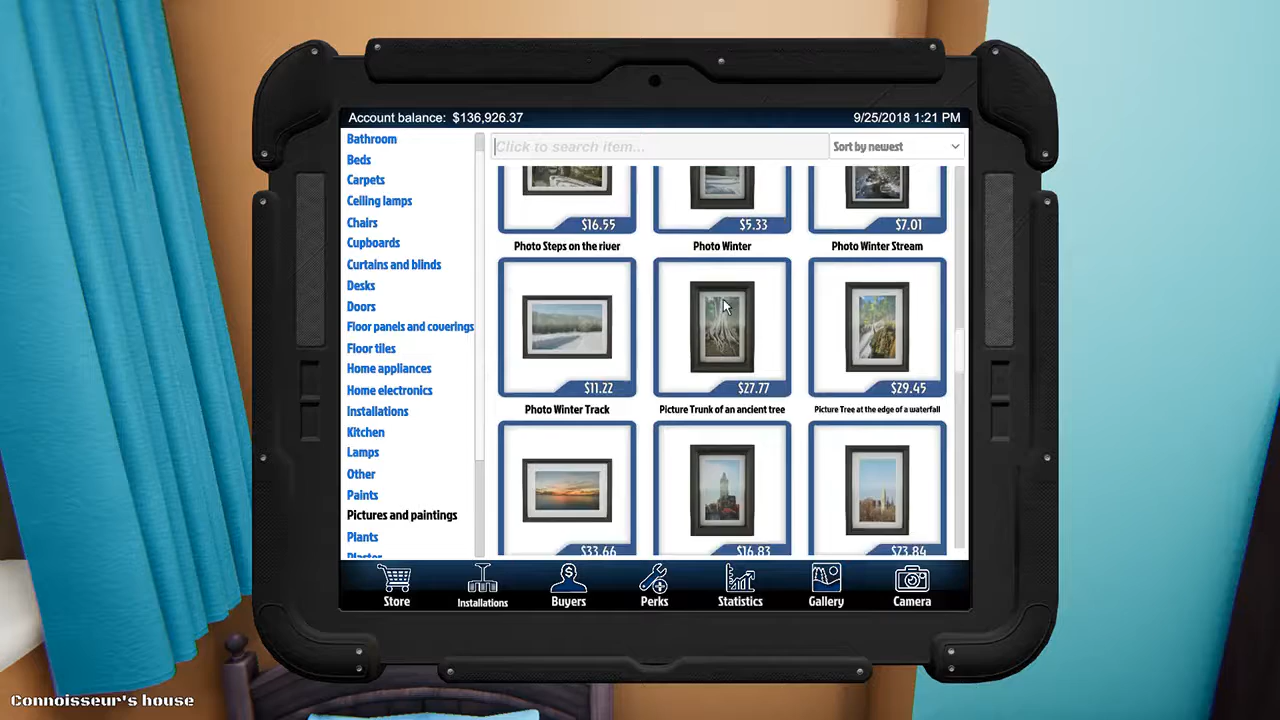 Account balance: $136,926.37
9/25/2018 1:21 PM
Bathroom
Beds
Carpets
Ceiling lamps
Chairs
Cupboards
Curtains and blinds
Desks
Doors
Floor panels and coverings
Floor tiles
Home appliances
Home electronics
Installations
Kitchen
Lamps
Other
Paints
Pictures and paintings
Plants
Plaster
Click to search item...
Sort by newest
$16.55
$5.33
$7.01
Photo Steps on the river
Photo Winter
Photo Winter Stream
$11.22
$27.77
$29.45
Photo Winter Track
Picture Trunk of an ancient tree
Picture Tree at the edge of a waterfall
$33.66
$16.83
$73.84
Store
Installations
Buyers
Perks
Statistics
Gallery
Camera
Connoisseur's house